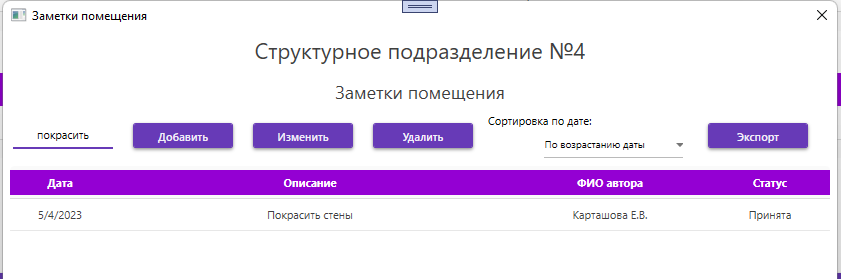 Заметки помещения
Структурное подразделение №4
Заметки помещения
Сортировка по дате:
покрасить Добавить Изменить Удалить По возрастанию даты Экспорт
Дата Описание ФИО автора Статус
5/4/2023 Покрасить стены Карташова Е.В. Принята